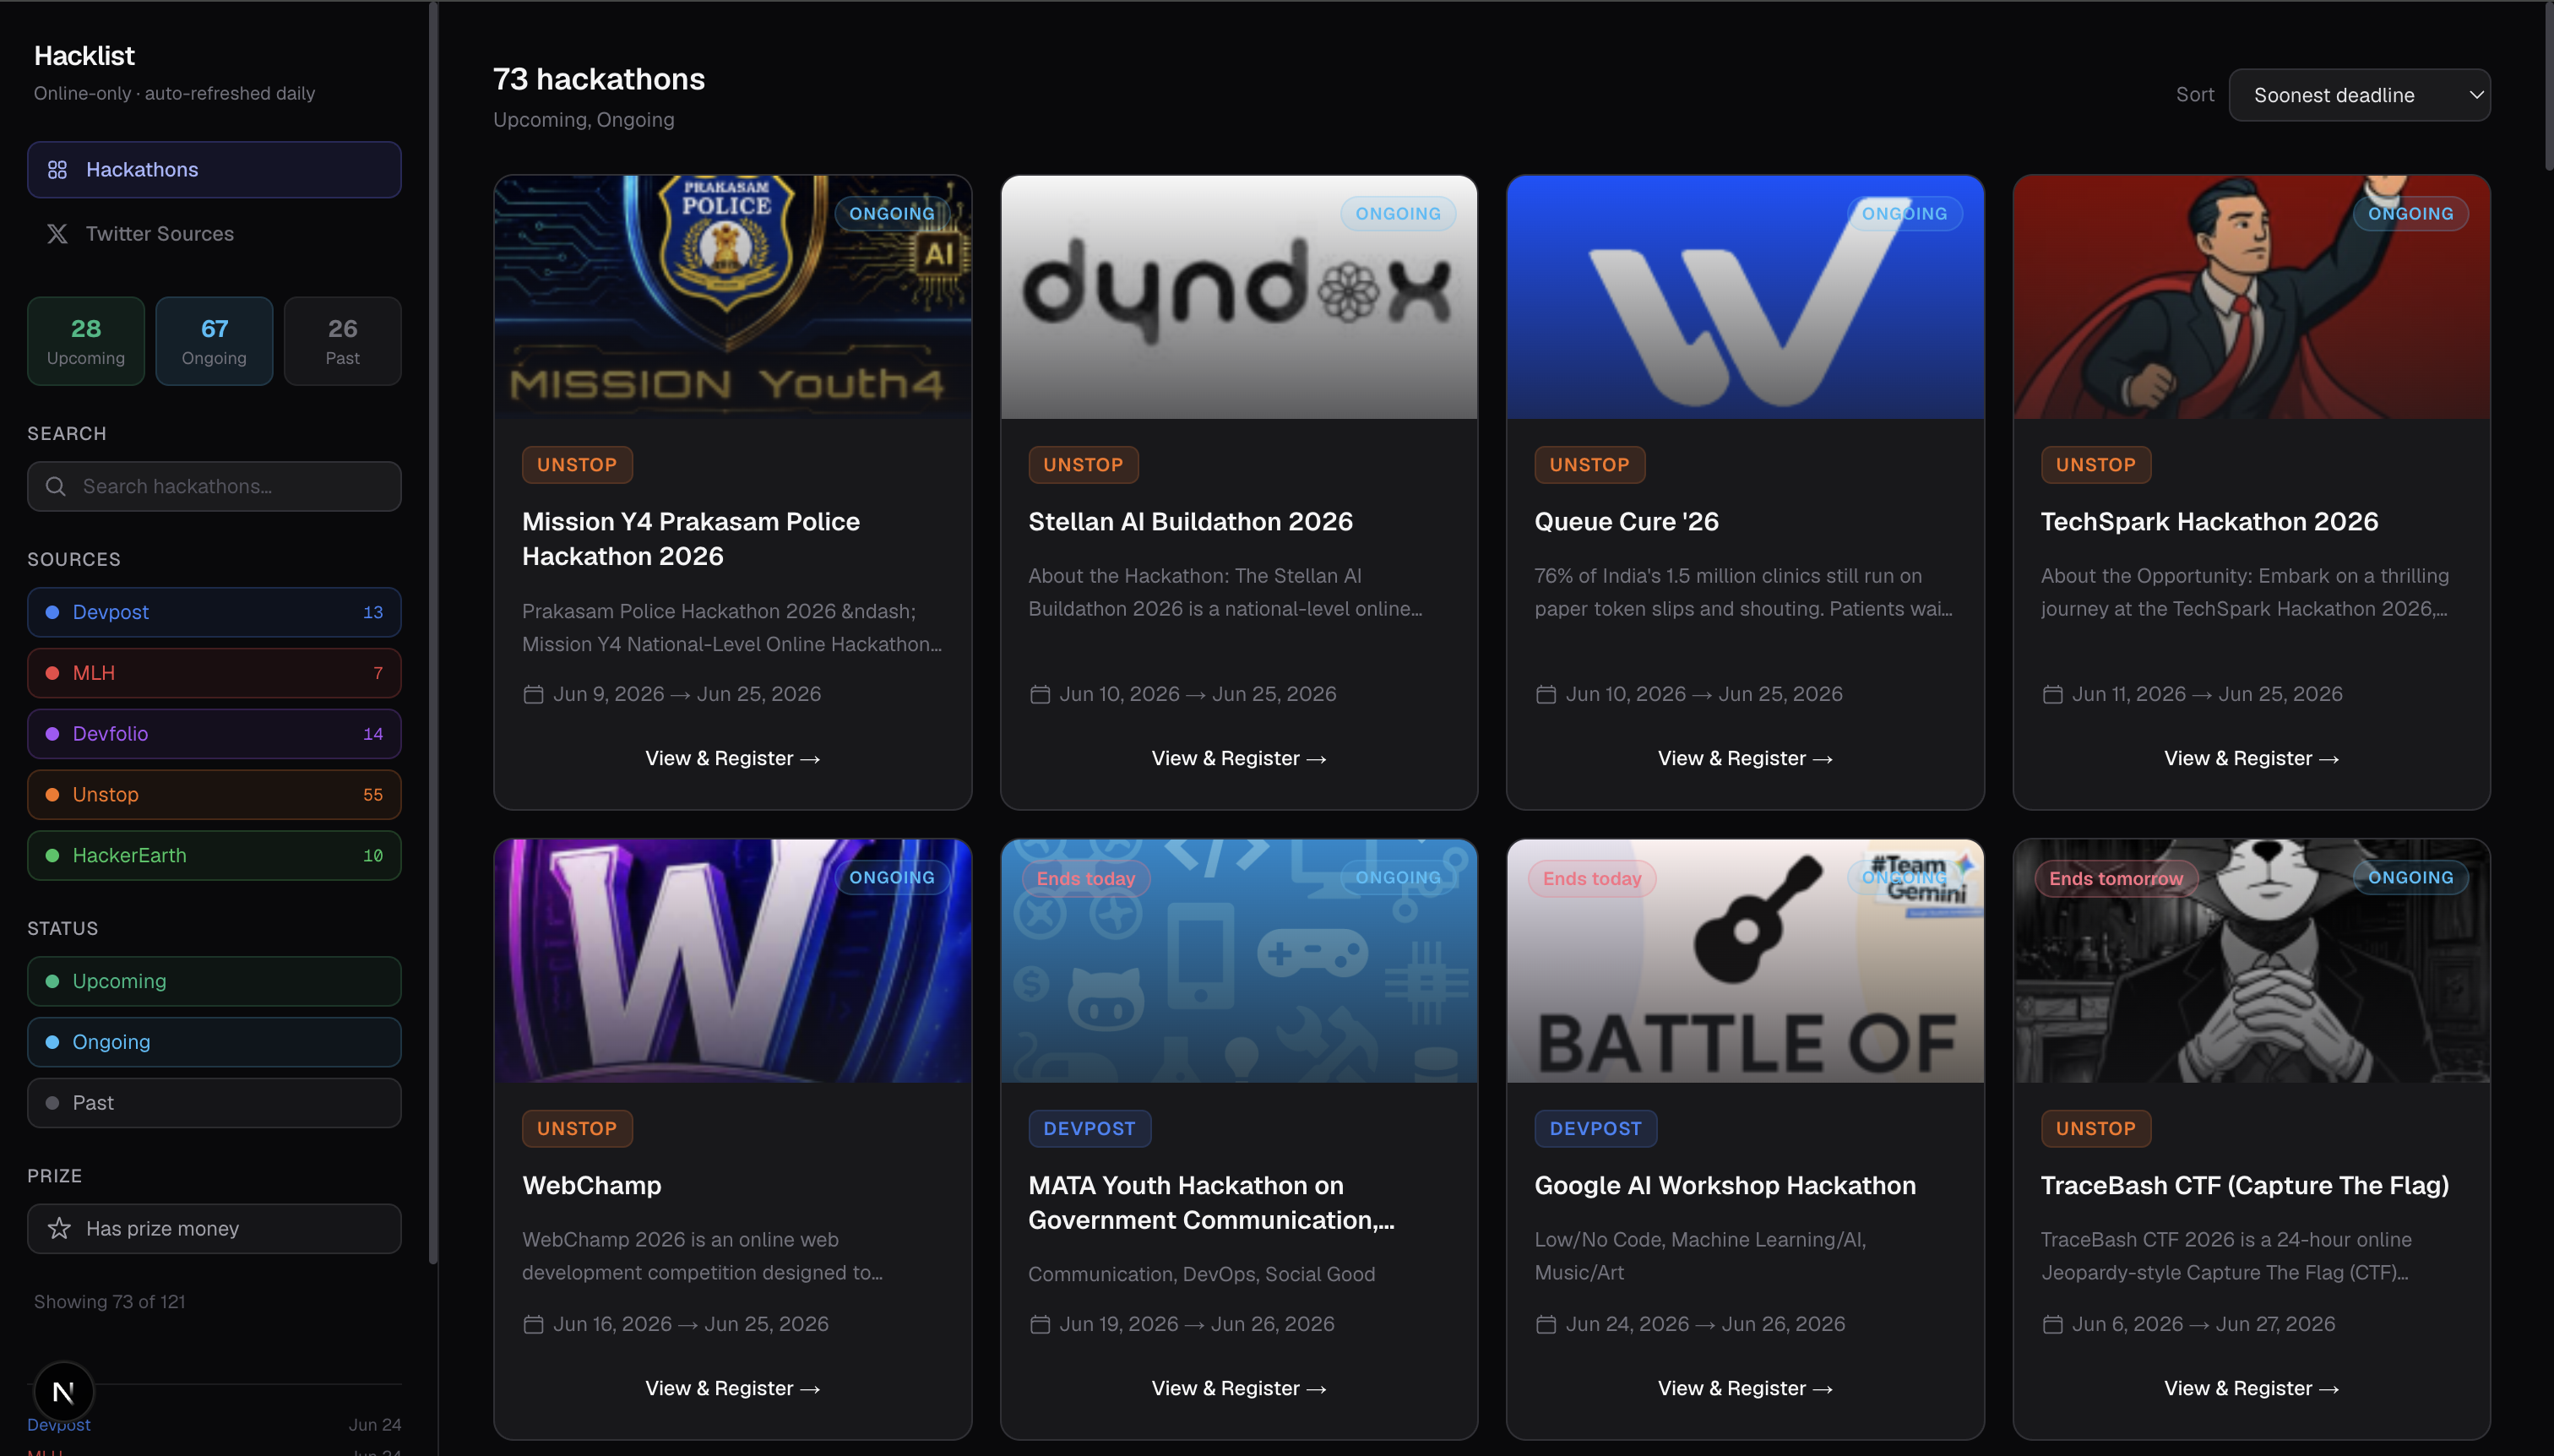 Hacklist
Online-only · auto-refreshed daily
Hackathons
Twitter Sources
28
Upcoming
67
Ongoing
26
Past
SEARCH
Search hackathons...
SOURCES
Devpost 13
MLH 7
Devfolio 14
Unstop 55
HackerEarth 10
STATUS
Upcoming
Ongoing
Past
PRIZE
Has prize money
Showing 73 of 121
N
Devpost Jun 24
MLH Jun 24
73 hackathons
Upcoming, Ongoing
Sort Soonest deadline
PRAKASAM
POLICE
AI
MISSION Youth4
ONGOING
UNSTOP
Mission Y4 Prakasam Police
Hackathon 2026
Prakasam Police Hackathon 2026 &ndash;
Mission Y4 National-Level Online Hackathon...
Jun 9, 2026 → Jun 25, 2026
View & Register →
dyndox
ONGOING
UNSTOP
Stellan AI Buildathon 2026
About the Hackathon: The Stellan AI
Buildathon 2026 is a national-level online...
Jun 10, 2026 → Jun 25, 2026
View & Register →
W
ONGOING
UNSTOP
Queue Cure '26
76% of India's 1.5 million clinics still run on
paper token slips and shouting. Patients wai...
Jun 10, 2026 → Jun 25, 2026
View & Register →
ONGOING
UNSTOP
TechSpark Hackathon 2026
About the Opportunity: Embark on a thrilling
journey at the TechSpark Hackathon 2026,...
Jun 11, 2026 → Jun 25, 2026
View & Register →
W
ONGOING
UNSTOP
WebChamp
WebChamp 2026 is an online web
development competition designed to...
Jun 16, 2026 → Jun 25, 2026
View & Register →
Ends today
ONGOING
DEVPOST
MATA Youth Hackathon on
Government Communication,...
Communication, DevOps, Social Good
Jun 19, 2026 → Jun 26, 2026
View & Register →
Ends today
ONGOING
#Team
Gemini
BATTLE OF
DEVPOST
Google AI Workshop Hackathon
Low/No Code, Machine Learning/AI,
Music/Art
Jun 24, 2026 → Jun 26, 2026
View & Register →
Ends tomorrow
ONGOING
UNSTOP
TraceBash CTF (Capture The Flag)
TraceBash CTF 2026 is a 24-hour online
Jeopardy-style Capture The Flag (CTF)...
Jun 6, 2026 → Jun 27, 2026
View & Register →